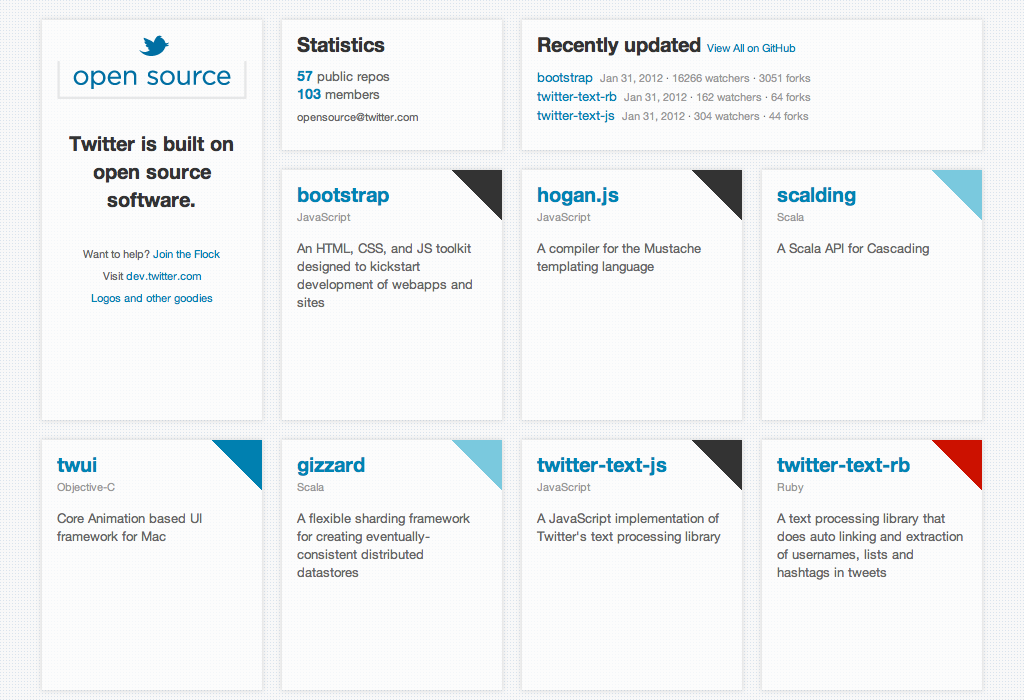 open source
Twitter is built on
open source
software.
Want to help? Join the Flock
Visit dev.twitter.com
Logos and other goodies
Statistics
57 public repos
103 members
opensource@twitter.com
Recently updated View All on GitHub
bootstrap Jan 31, 2012 · 16266 watchers · 3051 forks
twitter-text-rb Jan 31, 2012 · 162 watchers · 64 forks
twitter-text-js Jan 31, 2012 · 304 watchers · 44 forks
bootstrap
JavaScript
An HTML, CSS, and JS toolkit
designed to kickstart
development of webapps and
sites
hogan.js
JavaScript
A compiler for the Mustache
templating language
scalding
Scala
A Scala API for Cascading
twui
Objective-C
Core Animation based UI
framework for Mac
gizzard
Scala
A flexible sharding framework
for creating eventually-
consistent distributed
datastores
twitter-text-js
JavaScript
A JavaScript implementation of
Twitter's text processing library
twitter-text-rb
Ruby
A text processing library that
does auto linking and extraction
of usernames, lists and
hashtags in tweets